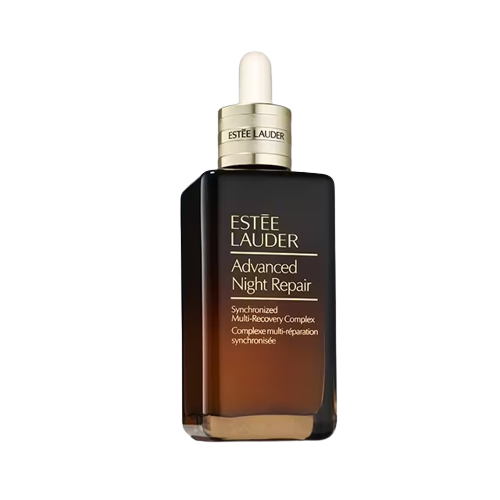 ESTĒE LAUDER
ESTĒE
LAUDER
Advanced
Night Repair
Synchronized
Multi-Recovery Complex
Complexe multi-réparation
synchronisée